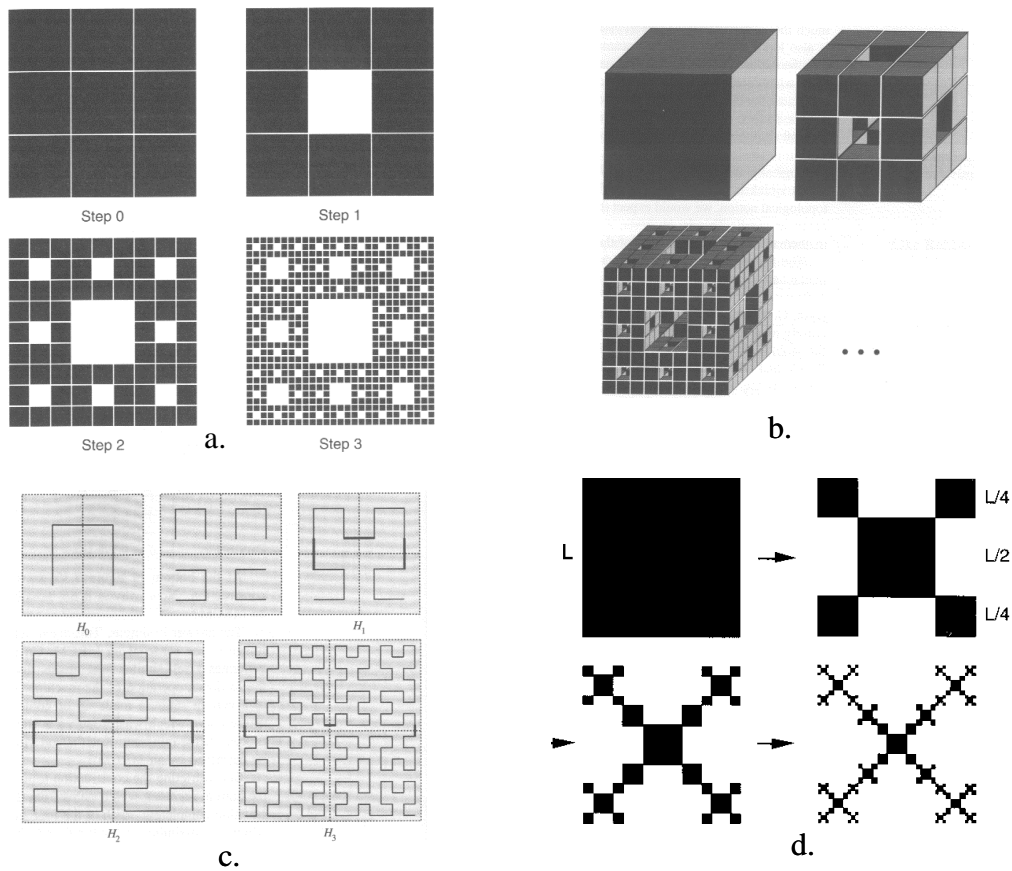 Step 0
Step 1
Step 2
Step 3
a.
b.
• • •
H0
H1
H2
H3
c.
L
L/4
L/2
L/4
d.